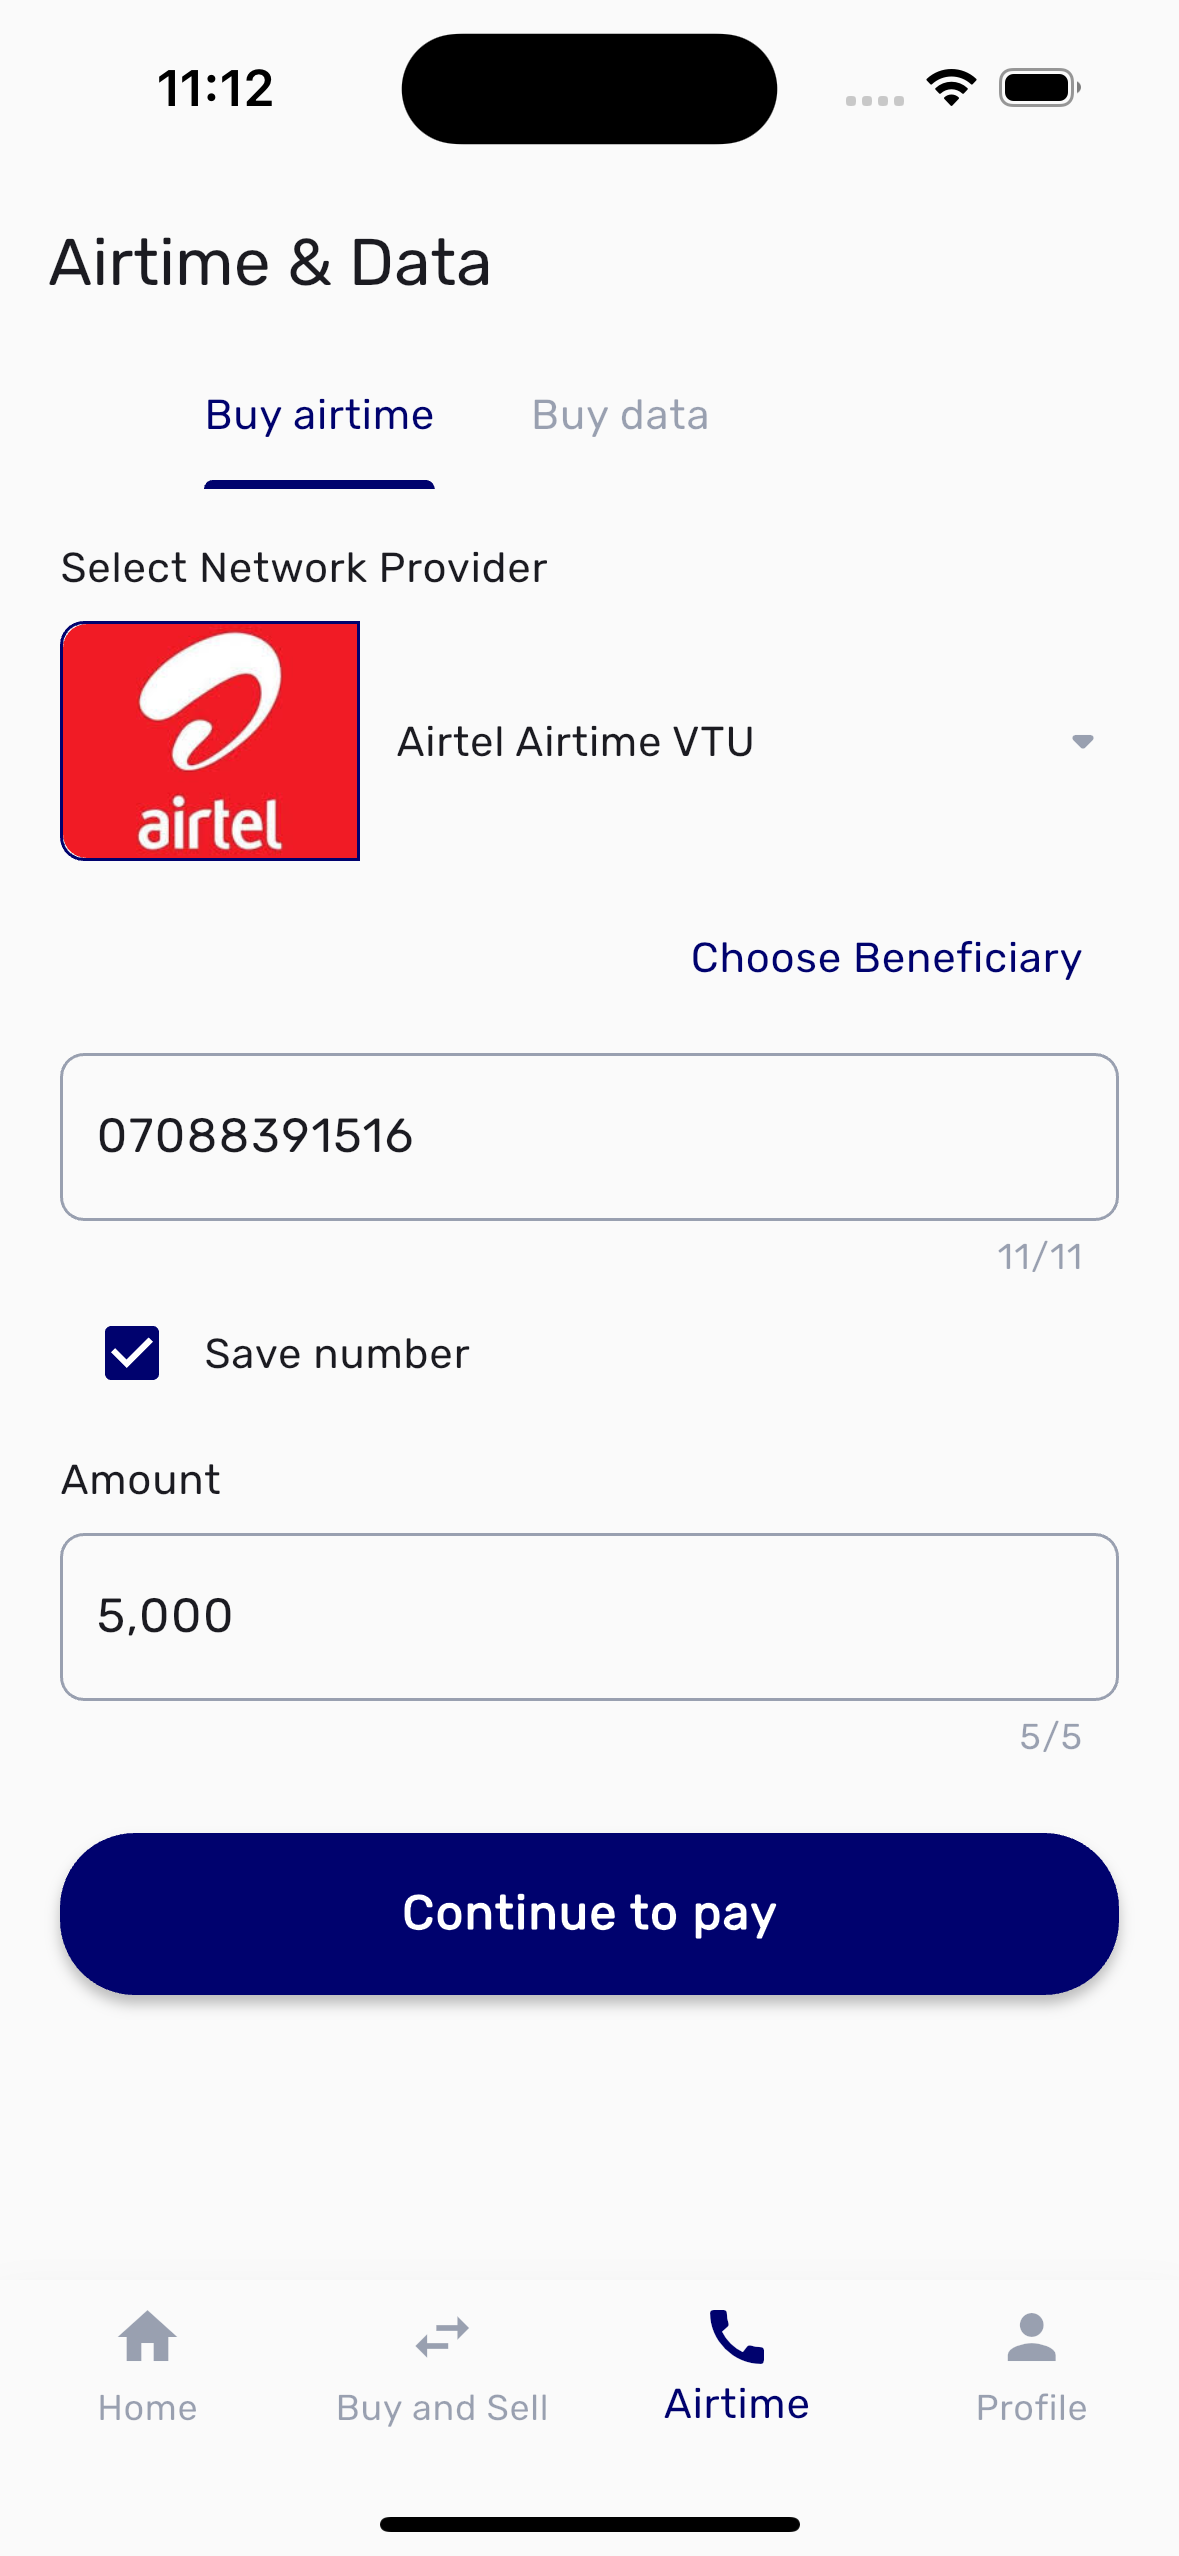 11:12
Airtime & Data
Buy airtime
Buy data
Select Network Provider
airtel
Airtel Airtime VTU
Choose Beneficiary
07088391516
11/11
Save number
Amount
5,000
5/5
Continue to pay
Home
Buy and Sell
Airtime
Profile